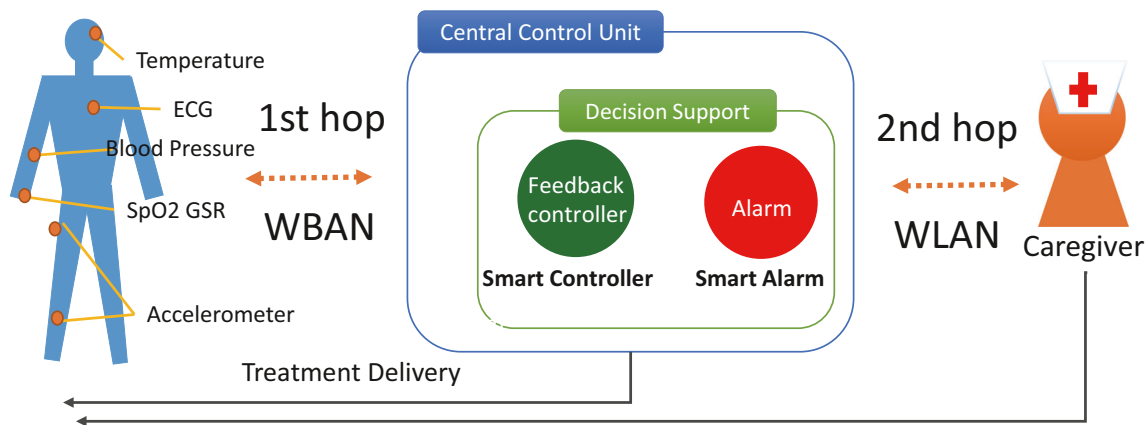 Central Control Unit
Temperature
ECG
1st hop
Blood Pressure
SpO2 GSR
WBAN
Accelerometer
Decision Support
Feedback
controller
Alarm
Smart Controller
Smart Alarm
2nd hop
WLAN
Caregiver
Treatment Delivery